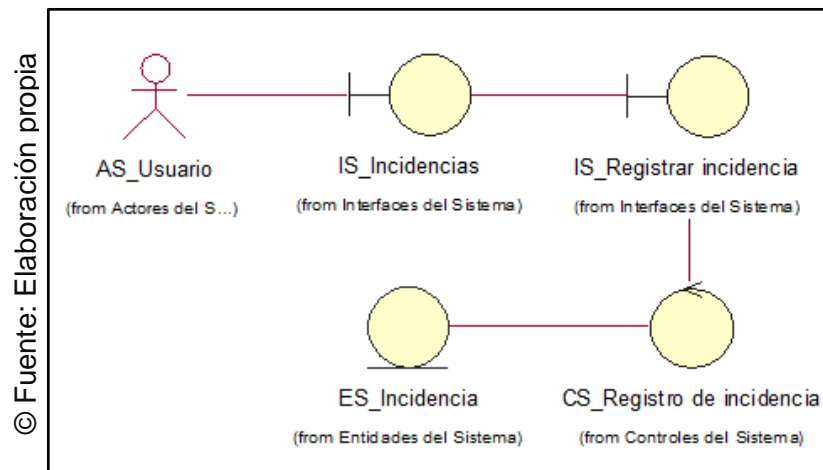 © Fuente: Elaboración propia
AS_Usuario
(from Actores del S...)
IS_Incidencias
(from Interfaces del Sistema)
IS_Registrar incidencia
(from Interfaces del Sistema)
ES_Incidencia
(from Entidades del Sistema)
CS_Registro de incidencia
(from Controles del Sistema)